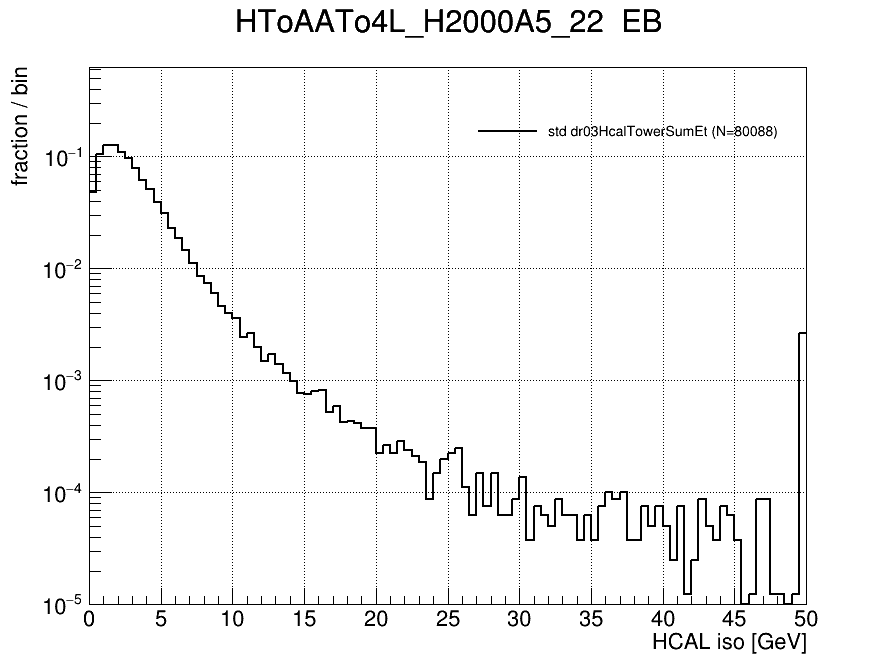 HToAATo4L_H2000A5_22 EB
fraction / bin
std dr03HcalTowerSumEt (N=80088)
10⁻¹
10⁻²
10⁻³
10⁻⁴
10⁻⁵
0 5 10 15 20 25 30 35 40 45 50
HCAL iso [GeV]